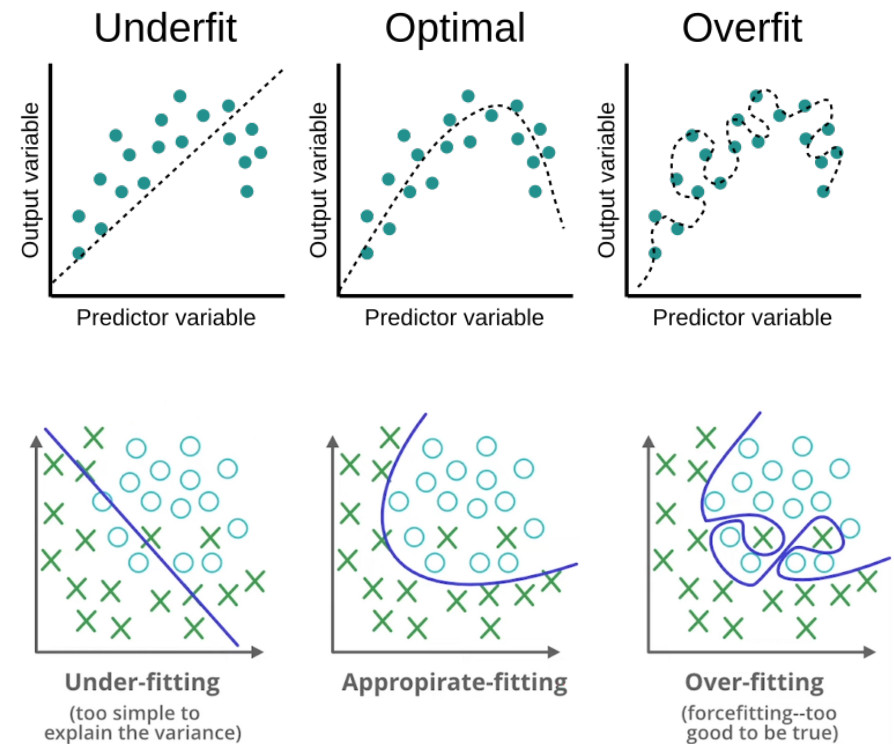 Underfit
Optimal
Overfit
Output variable
Output variable
Output variable
Predictor variable
Predictor variable
Predictor variable
Under-fitting
(too simple to
explain the variance)
Appropirate-fitting
Over-fitting
(forcefitting--too
good to be true)